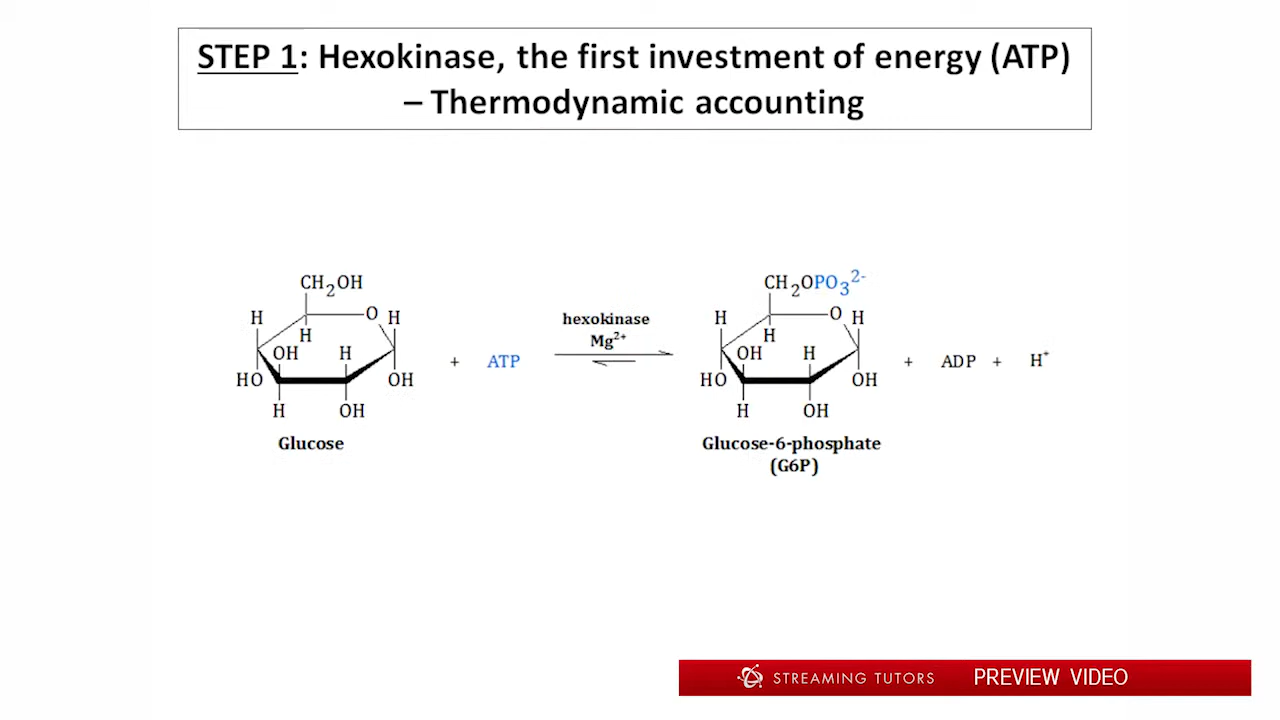 STEP 1: Hexokinase, the first investment of energy (ATP)
– Thermodynamic accounting
CH₂OH
H
O
H
H
OH
H
HO
OH
H
OH
Glucose
+
ATP
hexokinase
Mg²⁺
CH₂OPO₃²⁻
H
O
H
H
OH
H
HO
OH
H
OH
Glucose-6-phosphate
(G6P)
+ ADP + H⁺
STREAMING TUTORS PREVIEW VIDEO